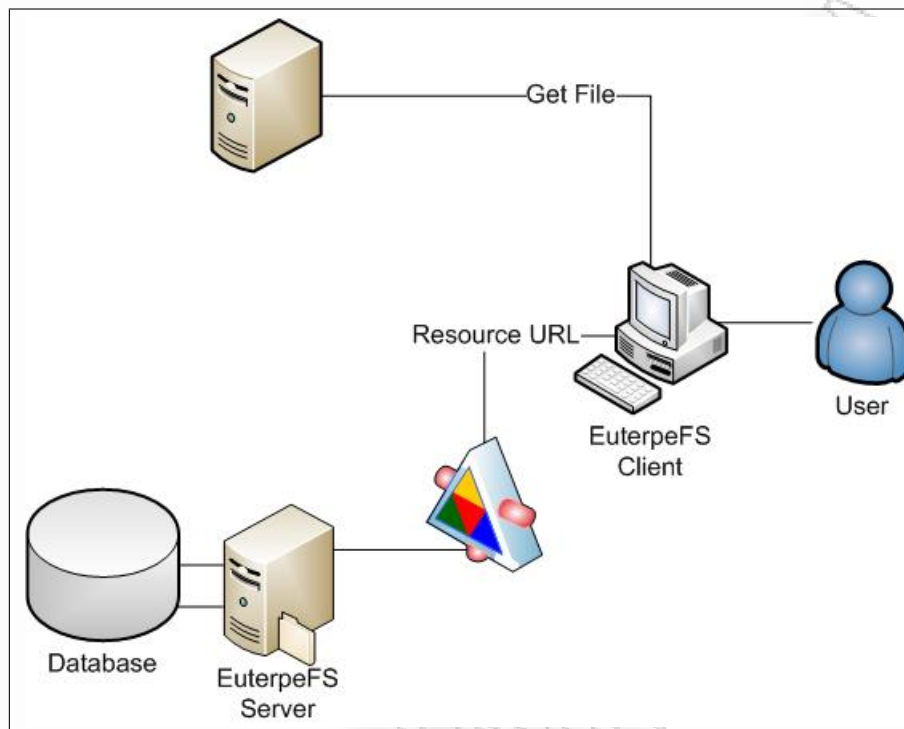 Get File
Resource URL
EuterpeFS
Client
User
Database
EuterpeFS
Server